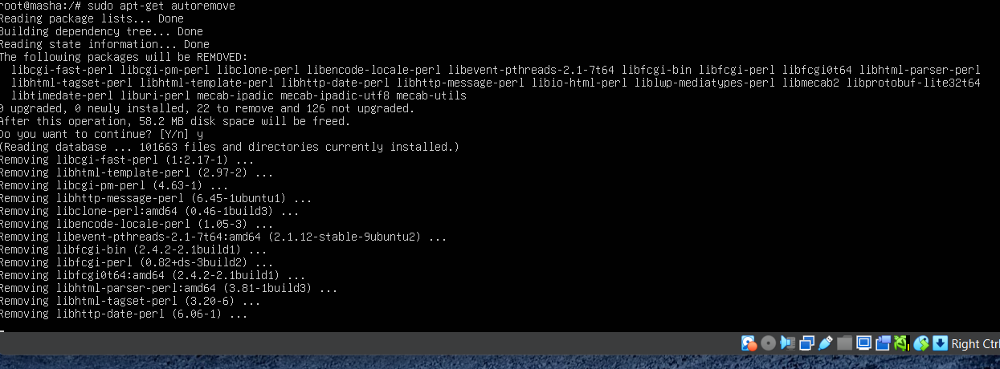 root@masha:/# sudo apt-get autoremove
Reading package lists... Done
Building dependency tree... Done
Reading state information... Done
The following packages will be REMOVED:
libcgi-fast-perl libcgi-pm-perl libclone-perl libencode-locale-perl libevent-pthreads-2.1-7t64 libfcgi-bin libfcgi-perl libfcgi0t64 libhtml-parser-perl
libhtml-tagset-perl libhtml-template-perl libhttp-date-perl libhttp-message-perl libio-html-perl liblwp-mediatypes-perl libmecab2 libprotobuf-lite32t64
libtimedate-perl liburi-perl mecab-ipadic mecab-ipadic-utf8 mecab-utils
0 upgraded, 0 newly installed, 22 to remove and 126 not upgraded.
After this operation, 58.2 MB disk space will be freed.
Do you want to continue? [Y/n] y
(Reading database ... 101663 files and directories currently installed.)
Removing libcgi-fast-perl (1:2.17-1) ...
Removing libhtml-template-perl (2.97-2) ...
Removing libcgi-pm-perl (4.63-1) ...
Removing libhttp-message-perl (6.45-1ubuntu1) ...
Removing libclone-perl:amd64 (0.46-1build3) ...
Removing libencode-locale-perl (1.05-3) ...
Removing libevent-pthreads-2.1-7t64:amd64 (2.1.12-stable-9ubuntu2) ...
Removing libfcgi-bin (2.4.2-2.1build1) ...
Removing libfcgi-perl (0.82+ds-3build2) ...
Removing libfcgi0t64:amd64 (2.4.2-2.1build1) ...
Removing libhtml-parser-perl:amd64 (3.81-1build3) ...
Removing libhtml-tagset-perl (3.20-6) ...
Removing libhttp-date-perl (6.06-1) ...
Right Ctrl